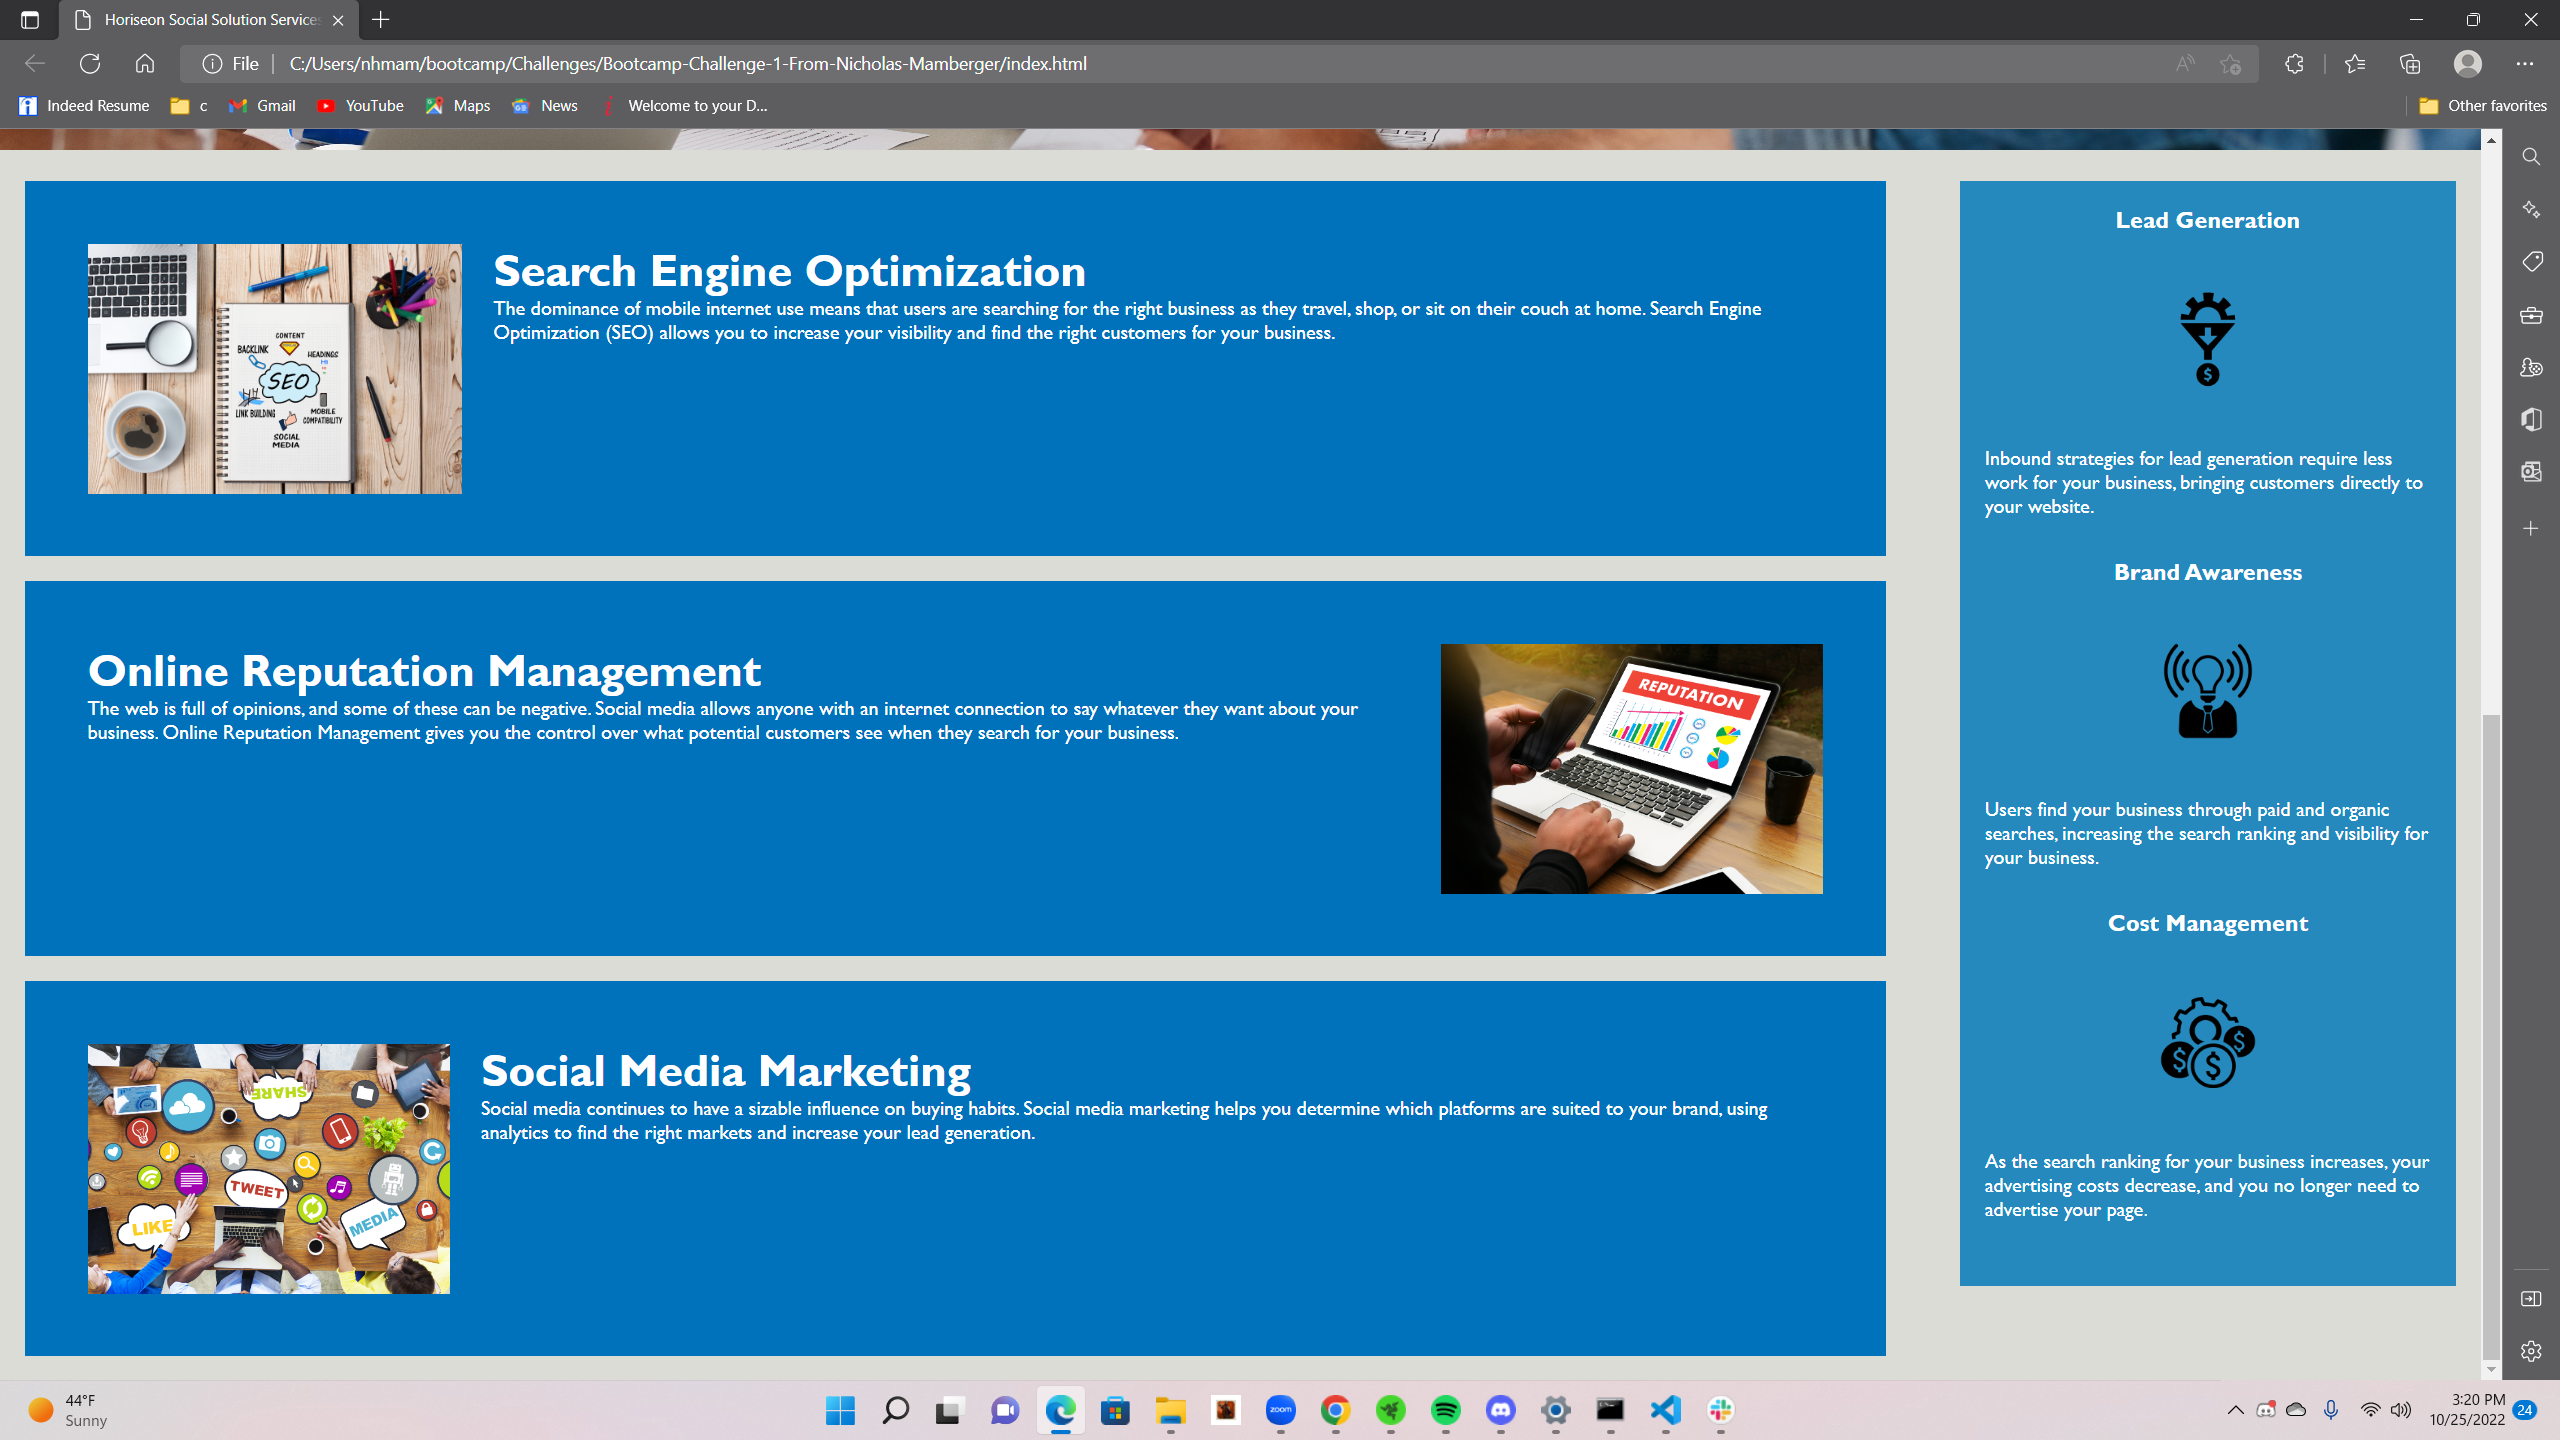 Horiseon Social Solution Services
File
C:/Users/nhmam/bootcamp/Challenges/Bootcamp-Challenge-1-From-Nicholas-Mamberger/index.html
Indeed Resume
c
Gmail
YouTube
Maps
News
Welcome to your D...
Other favorites
Search Engine Optimization
The dominance of mobile internet use means that users are searching for the right business as they travel, shop, or sit on their couch at home. Search Engine
Optimization (SEO) allows you to increase your visibility and find the right customers for your business.
CONTENT
BACKLINK
HEADINGS
SEO
LINK BUILDING
MOBILE
COMPATIBILITY
SOCIAL
MEDIA
Online Reputation Management
The web is full of opinions, and some of these can be negative. Social media allows anyone with an internet connection to say whatever they want about your
business. Online Reputation Management gives you the control over what potential customers see when they search for your business.
REPUTATION
Social Media Marketing
Social media continues to have a sizable influence on buying habits. Social media marketing helps you determine which platforms are suited to your brand, using
analytics to find the right markets and increase your lead generation.
SHARE
TWEET
LIKE
MEDIA
Lead Generation
$
Inbound strategies for lead generation require less
work for your business, bringing customers directly to
your website.
Brand Awareness
Users find your business through paid and organic
searches, increasing the search ranking and visibility for
your business.
Cost Management
$ $ $
As the search ranking for your business increases, your
advertising costs decrease, and you no longer need to
advertise your page.
44°F
Sunny
zoom
3:20 PM
10/25/2022
24